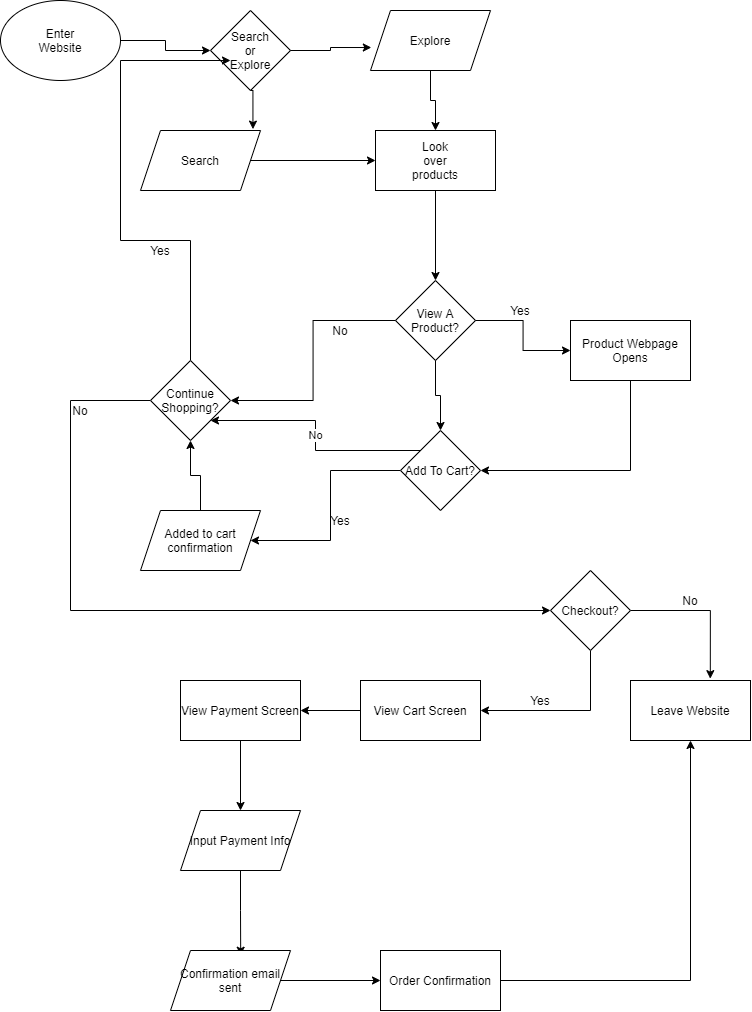 Enter
Website
Search
or
Explore
Explore
Search
Look
over
products
Yes
View A
Product?
Yes
No
Product Webpage
Opens
Continue
Shopping?
No
No
Add To Cart?
Yes
Added to cart
confirmation
Checkout?
No
Yes
View Payment Screen
View Cart Screen
Leave Website
Input Payment Info
Confirmation email
sent
Order Confirmation